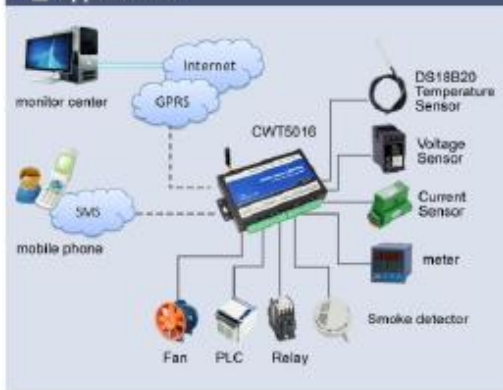 Internet
GPRS
monitor center
CWT5016
DS18B20
Temperature
Sensor
Voltage
Sensor
SMS
Current
Sensor
mobile phone
meter
Smoke detector
Fan
PLC
Relay